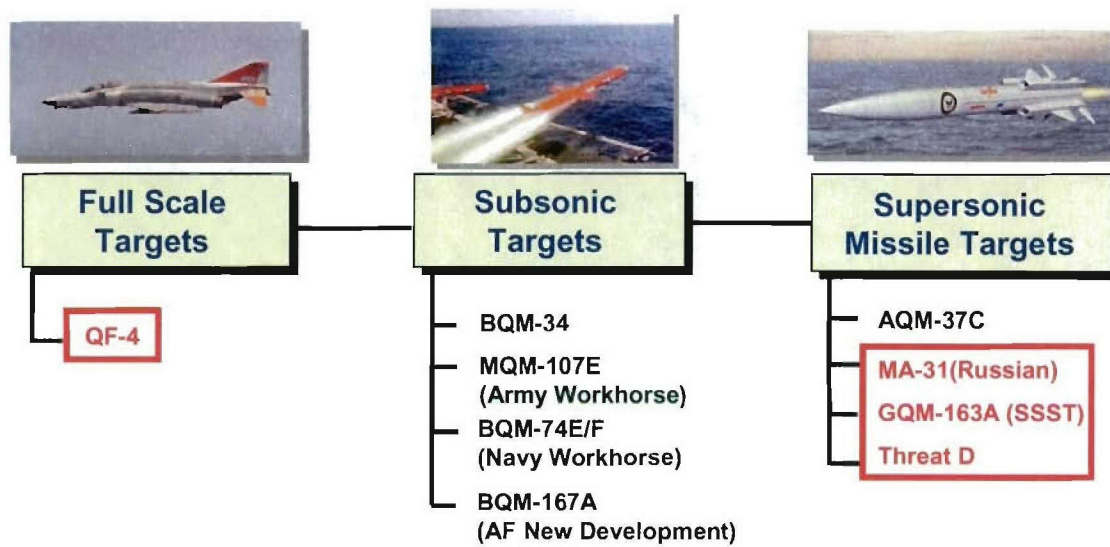 Full Scale
Targets
QF-4
Subsonic
Targets
BQM-34
MQM-107E
(Army Workhorse)
BQM-74E/F
(Navy Workhorse)
BQM-167A
(AF New Development)
Supersonic
Missile Targets
AQM-37C
MA-31(Russian)
GQM-163A (SSST)
Threat D